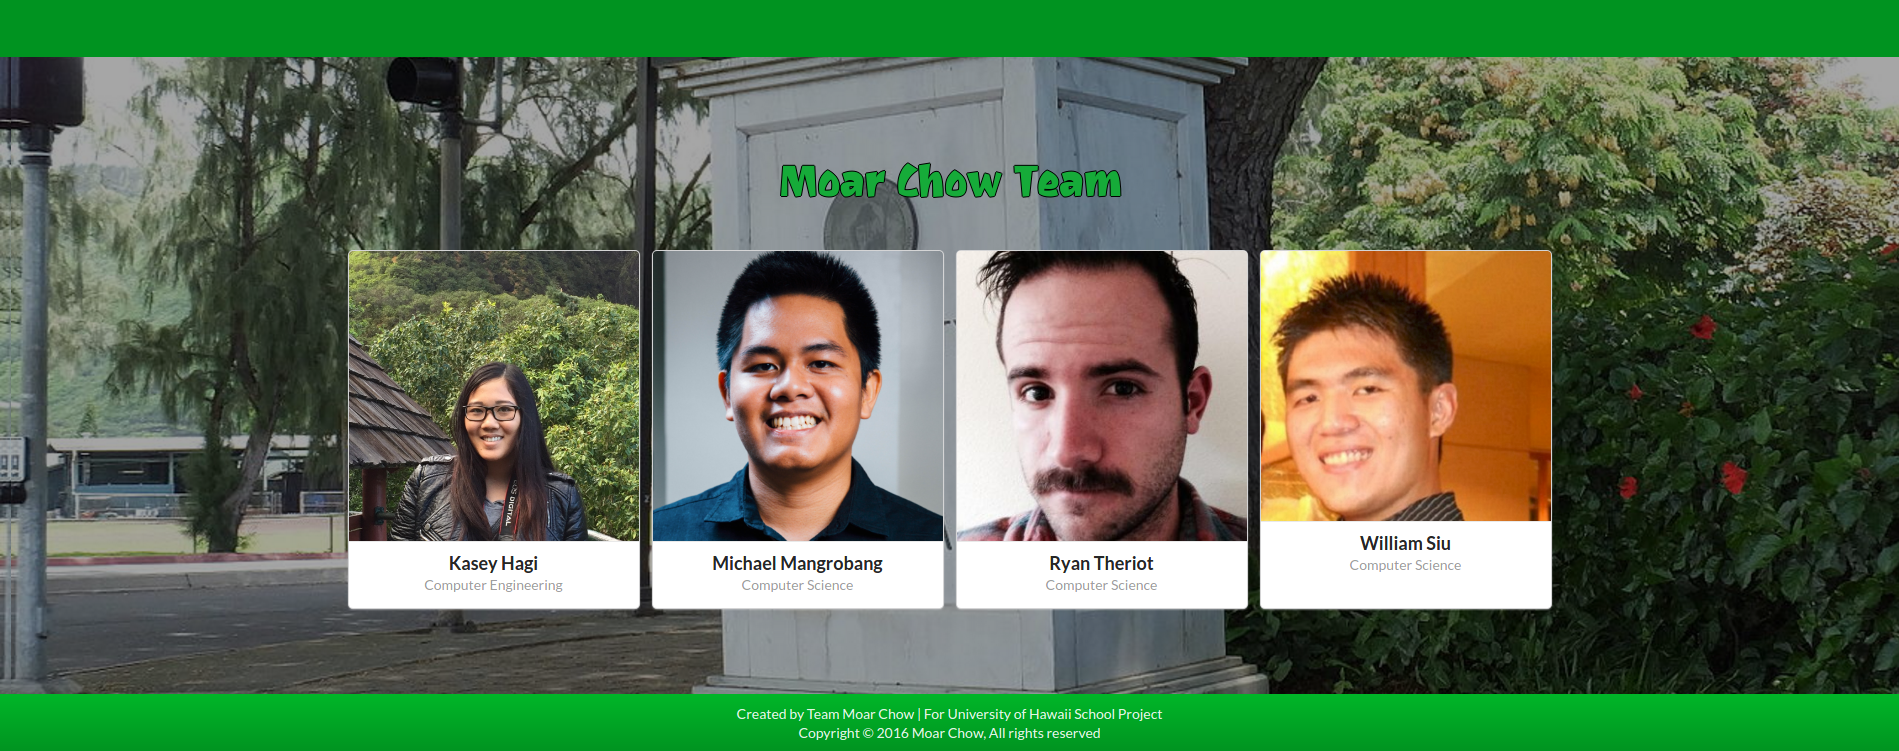 Moar Chow Team
DIGITAL
Kasey Hagi
Computer Engineering
Michael Mangrobang
Computer Science
Ryan Theriot
Computer Science
William Siu
Computer Science
Created by Team Moar Chow | For University of Hawaii School Project
Copyright © 2016 Moar Chow, All rights reserved